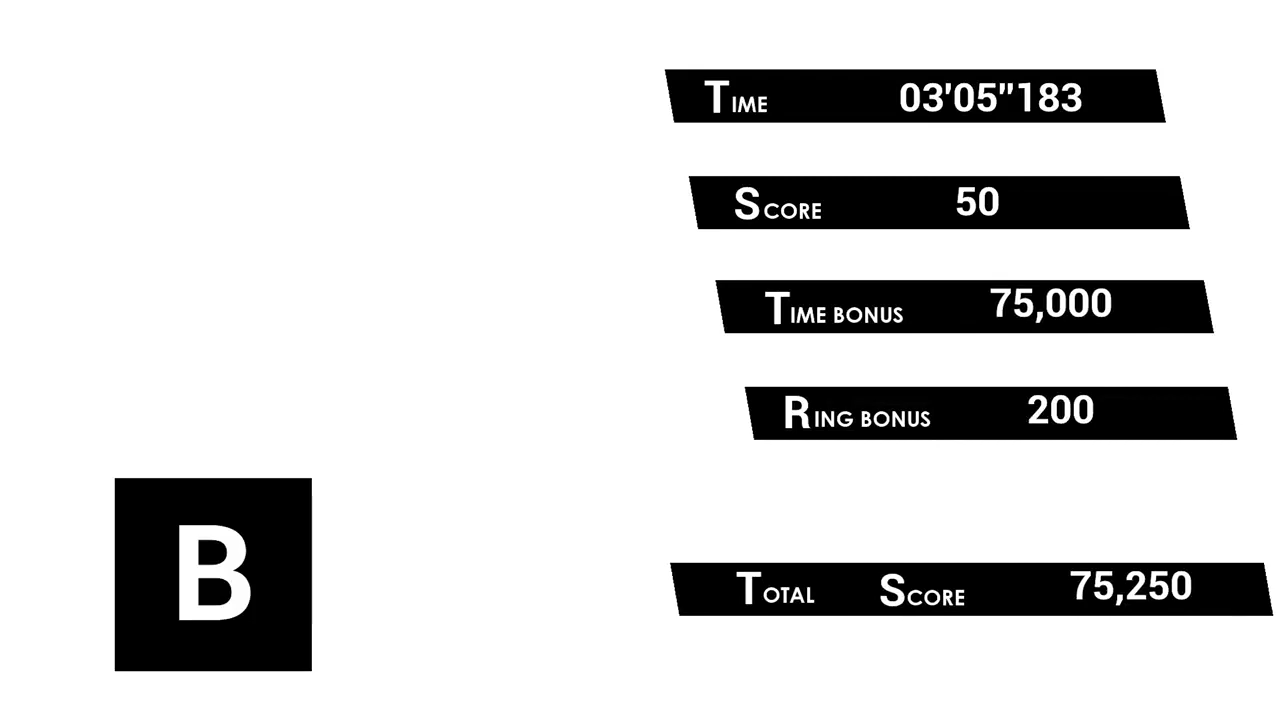 TIME 03'05"183
SCORE 50
TIME BONUS 75,000
RING BONUS 200
B
TOTAL SCORE 75,250